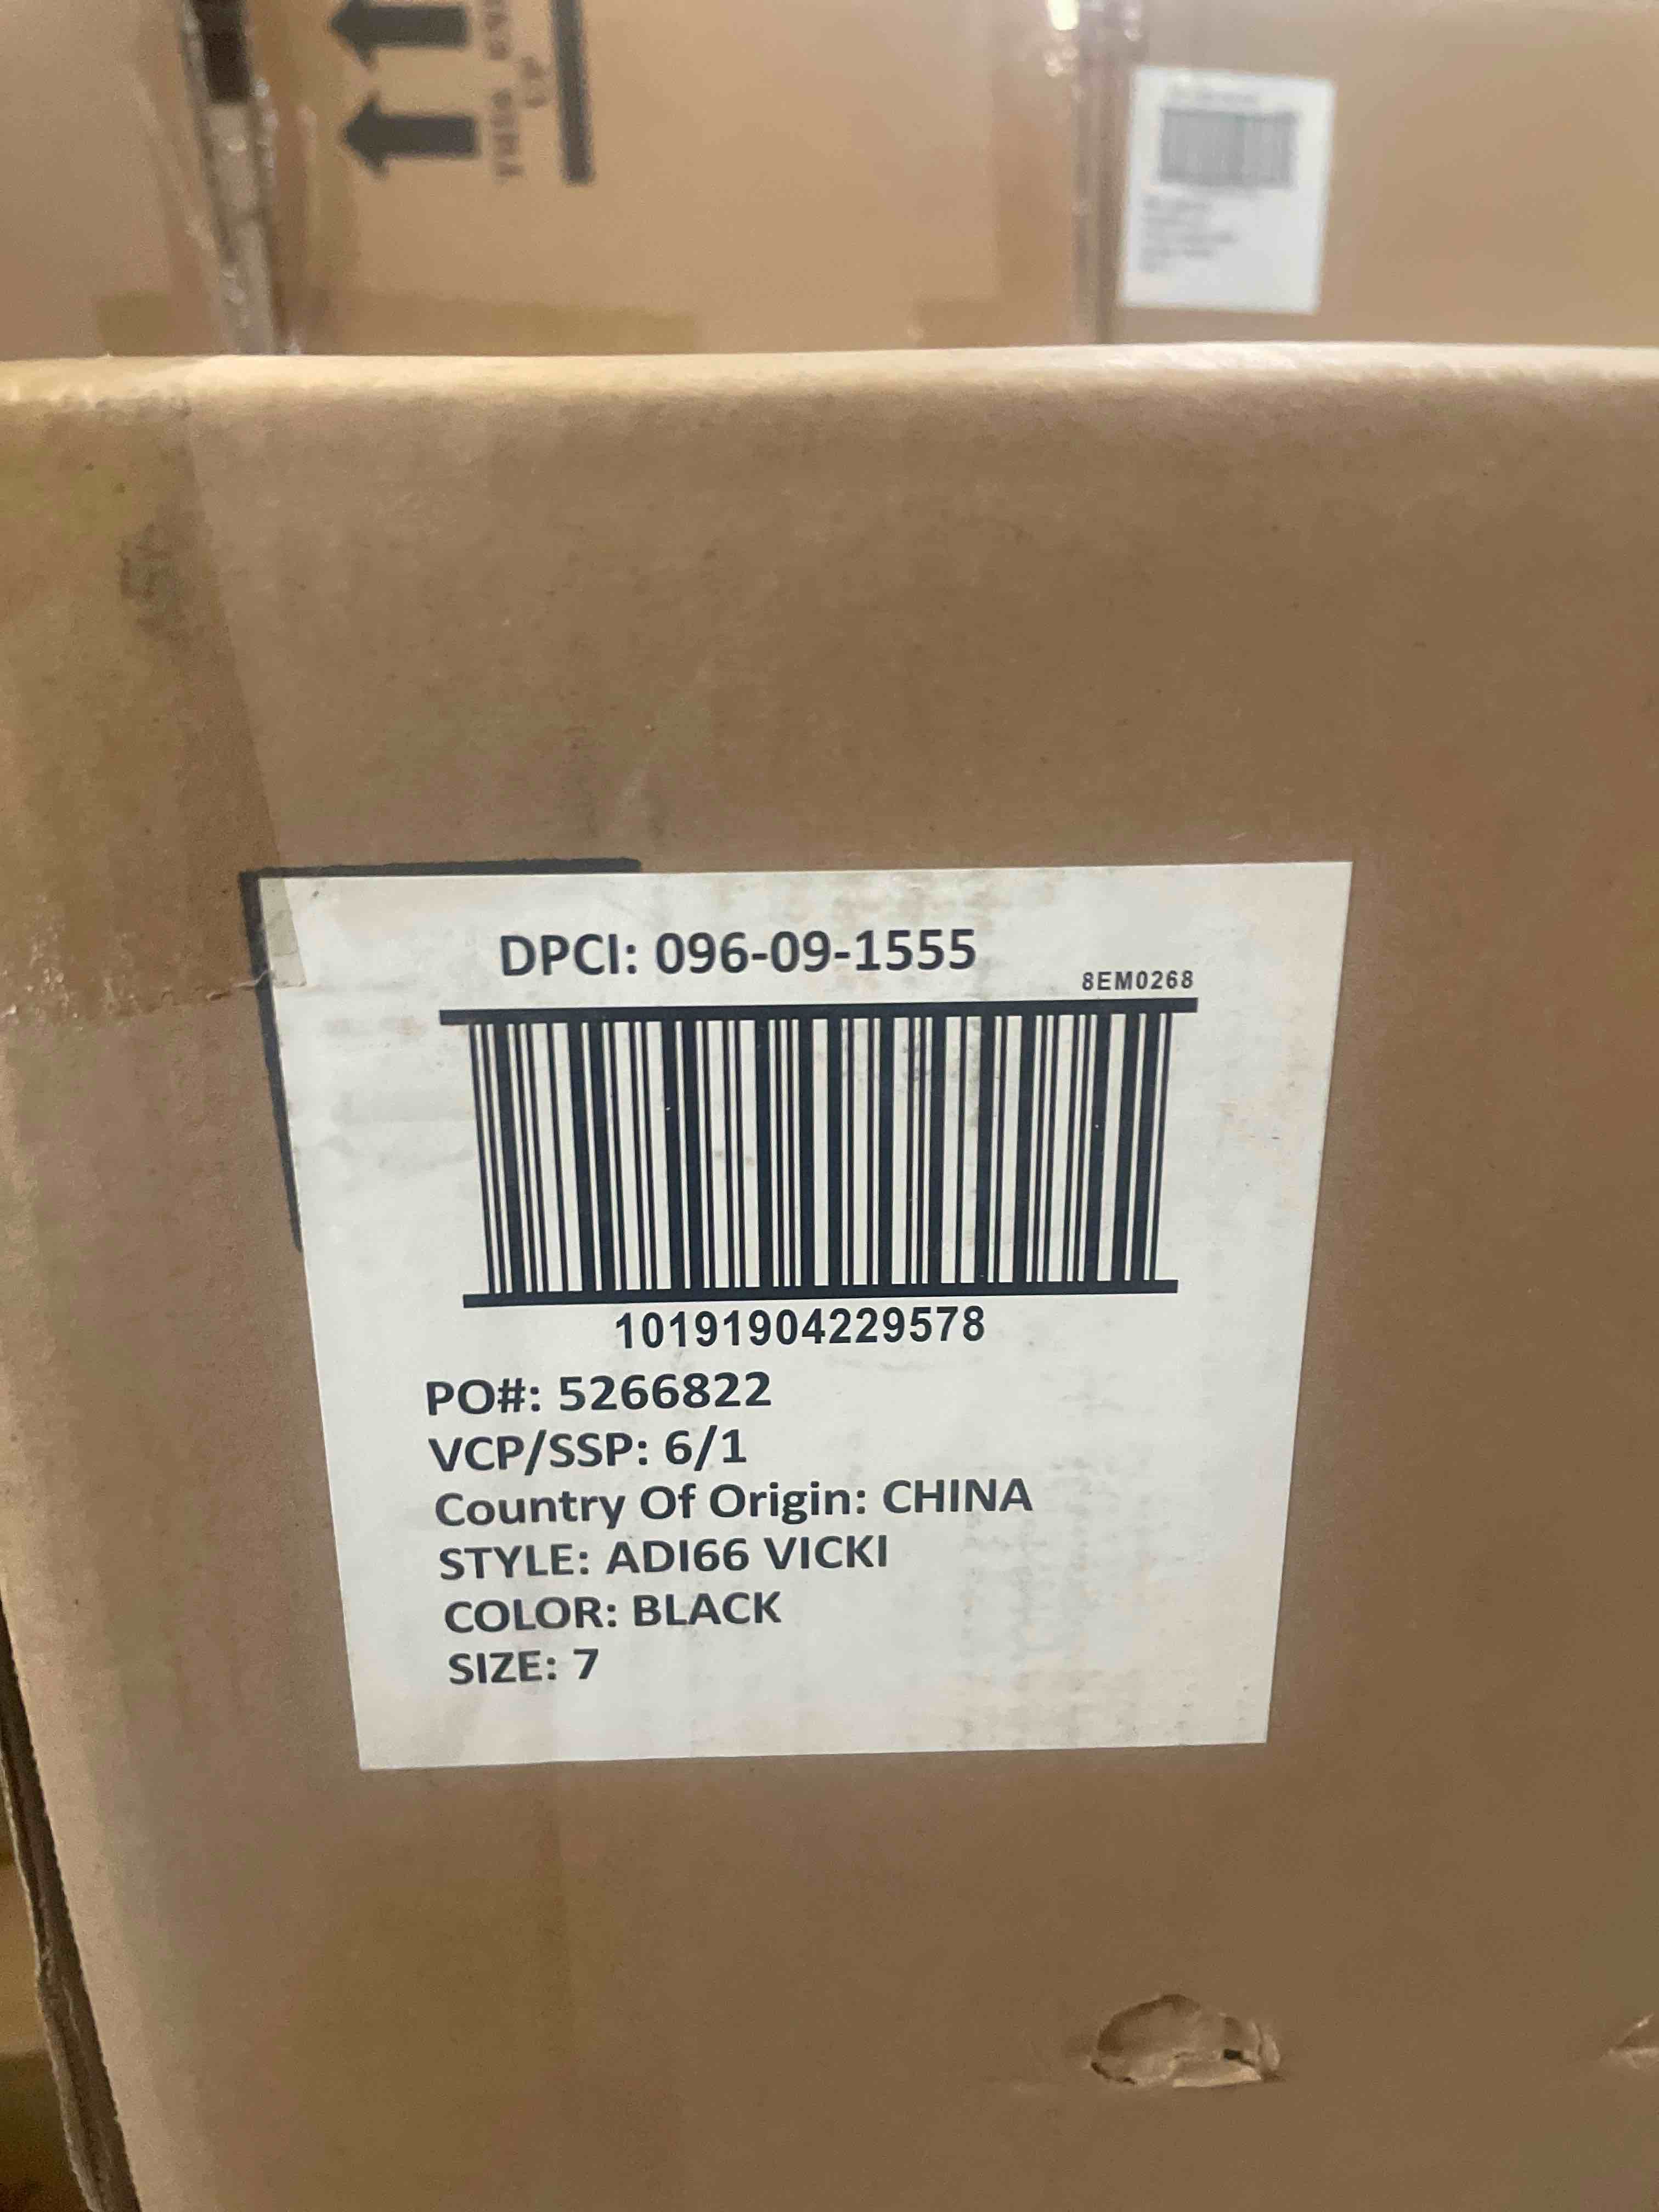 DPCI: 096-09-1555
8EM0268
10191904229578
PO#: 5266822
VCP/SSP: 6/1
Country Of Origin: CHINA
STYLE: ADI66 VICKI
COLOR: BLACK
SIZE: 7